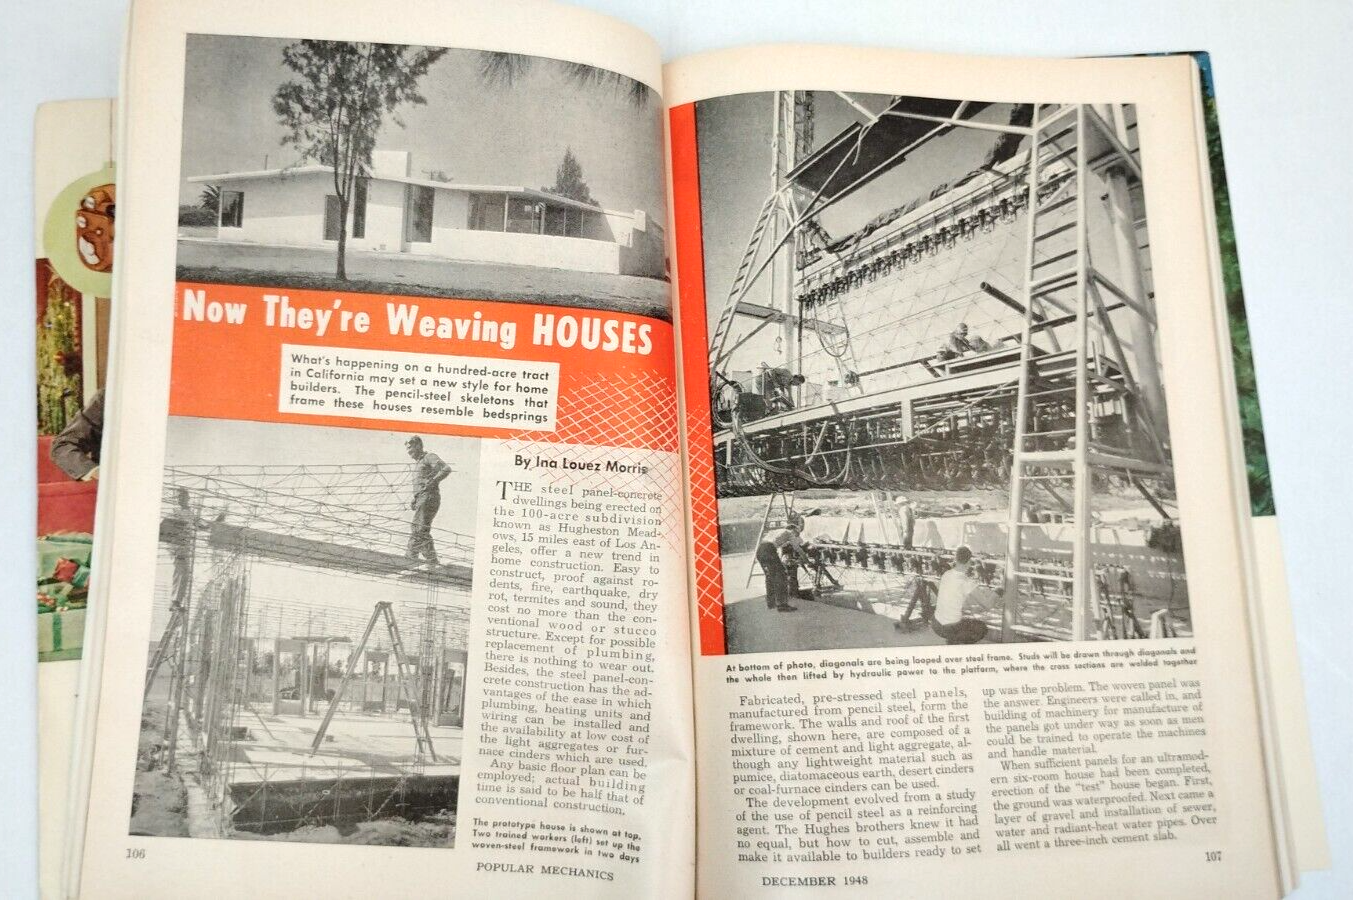 Now They're Weaving HOUSES
What's happening on a hundred-acre tract
in California may set a new style for home
builders. The pencil-steel skeletons that
frame these houses resemble bedsprings
By Ina Louez Morris
THE steel panel-concrete
dwellings being erected on
the 100-acre subdivision
known as Hugheston Mead-
ows, 15 miles east of Los An-
geles, offer a new trend in
home construction. Easy to
construct, proof against ro-
dents, fire, earthquake, dry
rot, termites and sound, they
cost no more than the con-
ventional wood or stucco
structure. Except for possible
replacement of plumbing,
there is nothing to wear out.
Besides, the steel panel-con-
crete construction has the ad-
vantages of the ease in which
plumbing, heating units and
wiring can be installed and
the availability at low cost of
the light aggregates or fur-
nace cinders which are used.
Any basic floor plan can be
employed; actual building
time is said to be half that of
conventional construction.
The prototype house is shown at top.
Two trained workers (left) set up the
woven-steel framework in two days
106
POPULAR MECHANICS
At bottom of photo, diagonals are being looped over steel frame. Studs will be drawn through diagonals and
the whole then lifted by hydraulic power to the platform, where the cross sections are welded together
Fabricated, pre-stressed steel panels,
manufactured from pencil steel, form the
framework. The walls and roof of the first
dwelling, shown here, are composed of a
mixture of cement and light aggregate, al-
though any lightweight material such as
pumice, diatomaceous earth, desert cinders
or coal-furnace cinders can be used.
The development evolved from a study
of the use of pencil steel as a reinforcing
agent. The Hughes brothers knew it had
no equal, but how to cut, assemble and
make it available to builders ready to set
up was the problem. The woven panel was
the answer. Engineers were called in, and
building of machinery for manufacture of
the panels got under way as soon as men
could be trained to operate the machines
and handle material.
When sufficient panels for an ultramod-
ern six-room house had been completed,
erection of the "test" house began. First,
the ground was waterproofed. Next came a
layer of gravel and installation of sewer,
water and radiant-heat water pipes. Over
all went a three-inch cement slab.
DECEMBER 1948
107